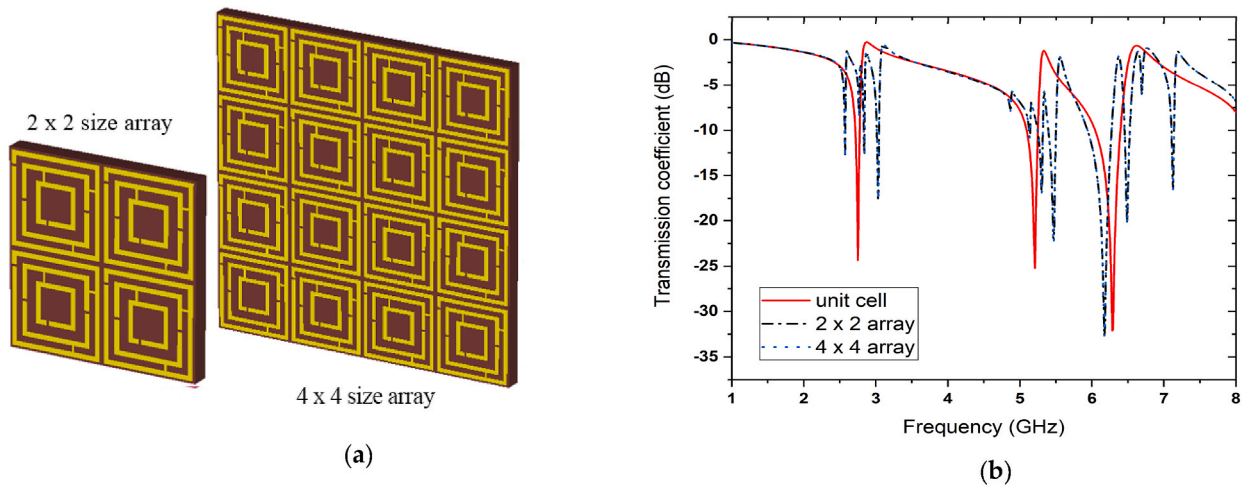 2 x 2 size array
4 x 4 size array
(a)
Transmission coefficient (dB)
0
-5
-10
-15
-20
-25
-30
-35
unit cell
2 x 2 array
4 x 4 array
1 2 3 4 5 6 7 8
Frequency (GHz)
(b)